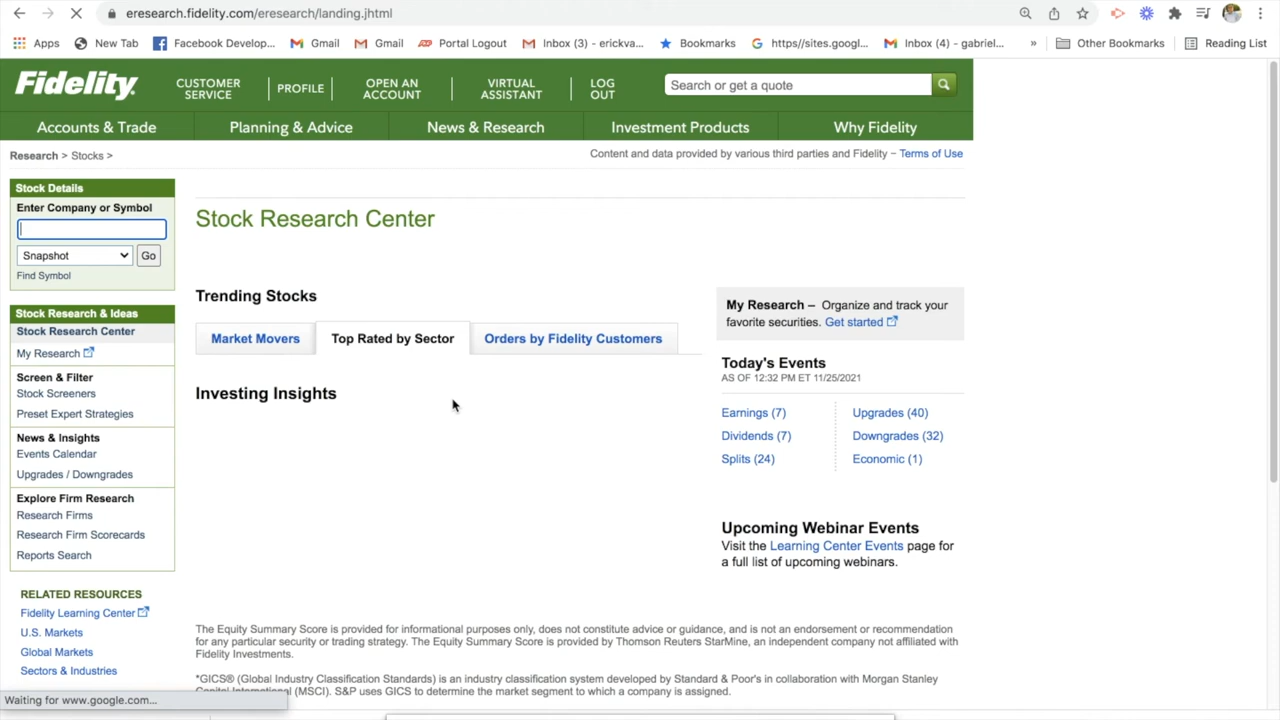 eresearch.fidelity.com/eresearch/landing.jhtml
Apps
New Tab
Facebook Develop...
Gmail
Gmail
Portal Logout
Inbox (3) - erickva...
Bookmarks
https//sites.googl...
Inbox (4) - gabriel...
»
Other Bookmarks
Reading List
Fidelity
CUSTOMER SERVICE
PROFILE
OPEN AN ACCOUNT
VIRTUAL ASSISTANT
LOG OUT
Search or get a quote
Accounts & Trade
Planning & Advice
News & Research
Investment Products
Why Fidelity
Research > Stocks >
Content and data provided by various third parties and Fidelity – Terms of Use
Stock Details
Enter Company or Symbol
Snapshot
Go
Find Symbol
Stock Research & Ideas
Stock Research Center
My Research
Screen & Filter
Stock Screeners
Preset Expert Strategies
News & Insights
Events Calendar
Upgrades / Downgrades
Explore Firm Research
Research Firms
Research Firm Scorecards
Reports Search
RELATED RESOURCES
Fidelity Learning Center
U.S. Markets
Global Markets
Sectors & Industries
Stock Research Center
Trending Stocks
Market Movers
Top Rated by Sector
Orders by Fidelity Customers
Investing Insights
My Research – Organize and track your
favorite securities. Get started
Today's Events
AS OF 12:32 PM ET 11/25/2021
Earnings (7)
Upgrades (40)
Dividends (7)
Downgrades (32)
Splits (24)
Economic (1)
Upcoming Webinar Events
Visit the Learning Center Events page for
a full list of upcoming webinars.
The Equity Summary Score is provided for informational purposes only, does not constitute advice or guidance, and is not an endorsement or recommendation
for any particular security or trading strategy. The Equity Summary Score is provided by Thomson Reuters StarMine, an independent company not affiliated with
Fidelity Investments.
*GICS® (Global Industry Classification Standards) is an industry classification system developed by Standard & Poor's in collaboration with Morgan Stanley
(MSCI). S&P uses GICS to determine the market segment to which a company is assigned.
Waiting for www.google.com...